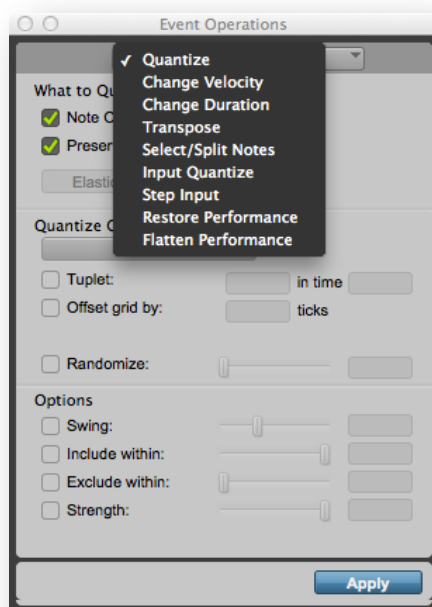 Event Operations
Quantize
Change Velocity
Change Duration
Transpose
Select/Split Notes
Input Quantize
Step Input
Restore Performance
Flatten Performance
What to Qu
Note O
Preser
Elastic
Quantize G
Tuplet: in time
Offset grid by: ticks
Randomize:
Options
Swing:
Include within:
Exclude within:
Strength:
Apply